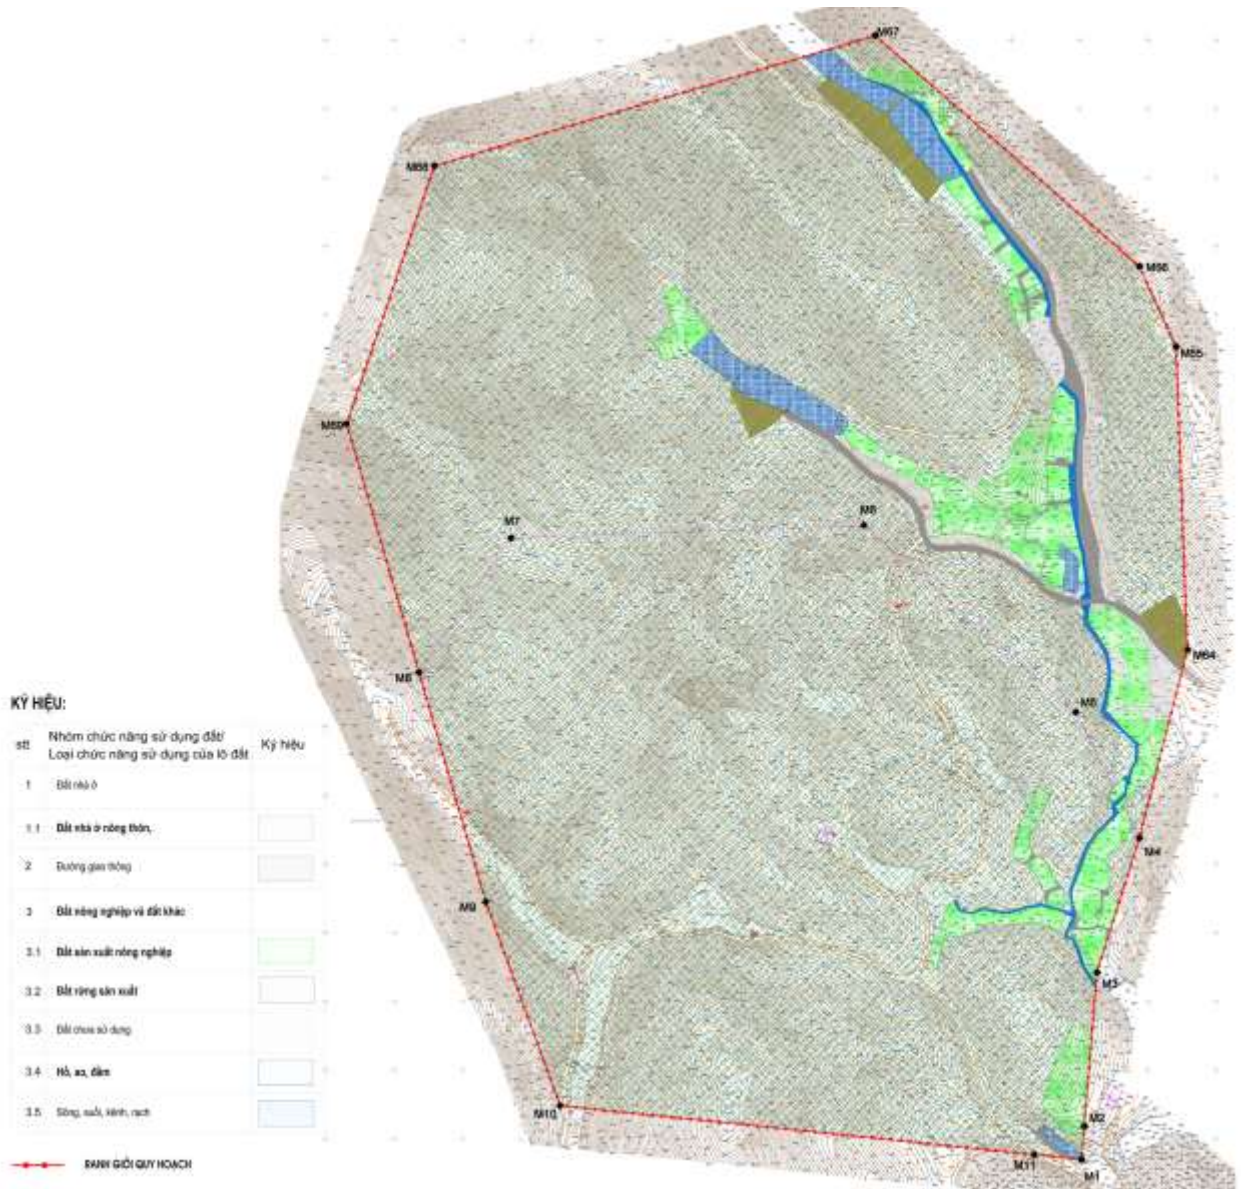 M67
M68
M66
M65
M69
M6
M7
M64
M8
M5
KÝ HIỆU:
stt
Nhóm chức năng sử dụng đất/
Loại chức năng sử dụng của lô đất
Ký hiệu
1 Đất nhà ở
1.1 Đất nhà ở nông thôn,
2 Đường giao thông
3 Đất nông nghiệp và đất khác
3.1 Đất sản xuất nông nghiệp
3.2 Đất rừng sản xuất
3.3 Đất chưa sử dụng
3.4 Hồ, ao, đầm
3.5 Sông, suối, kênh, rạch
RANH GIỚI QUY HOẠCH
M4
M9
M3
M10
M2
M11
M1